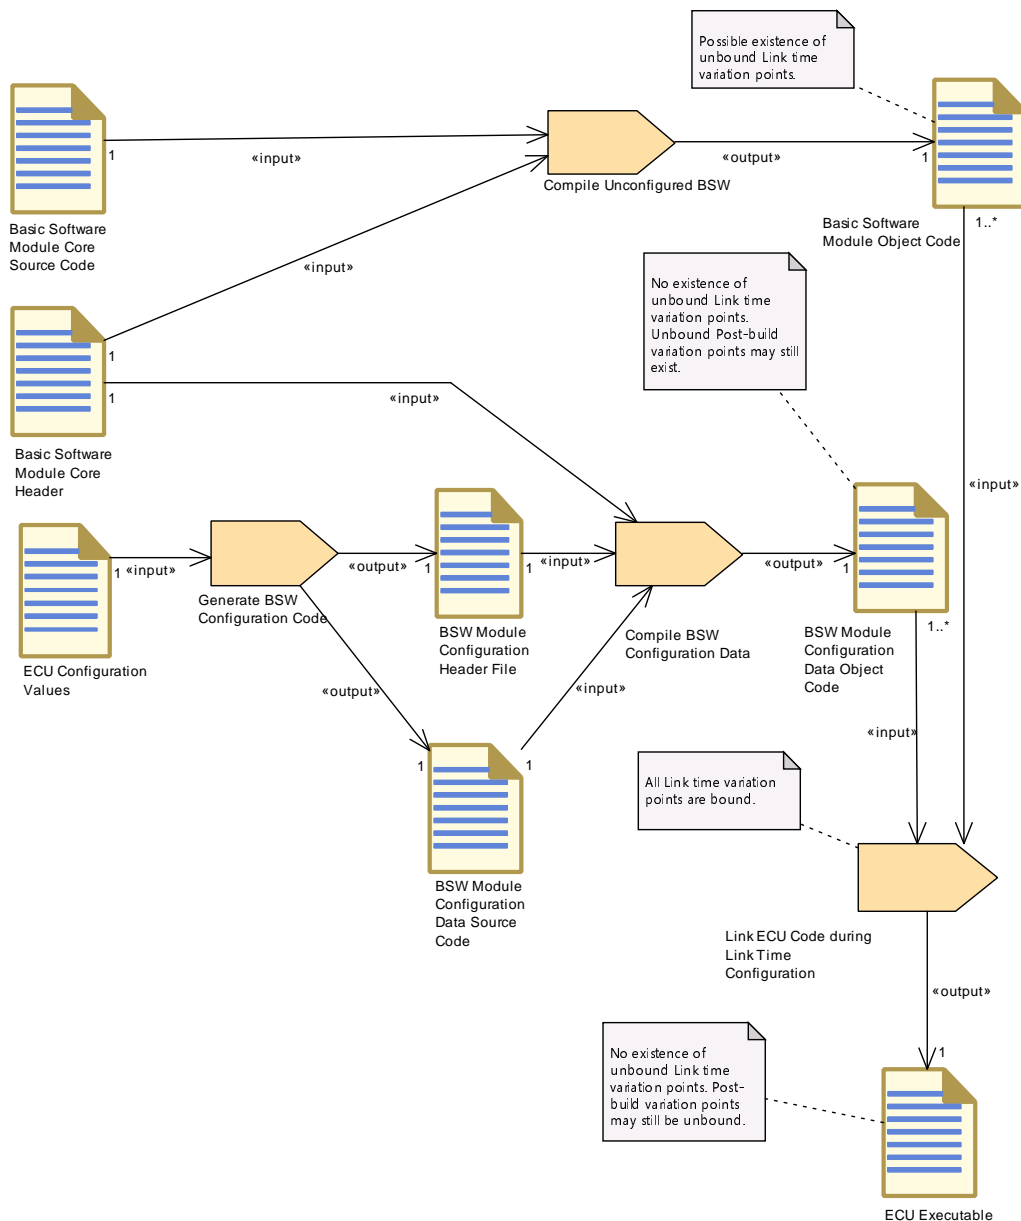 Possible existence of
unbound Link time
variation points.
1
«input»
Compile Unconfigured BSW
«output»
1
Basic Software
Module Core
Source Code
Basic Software
Module Object Code
1..*
«input»
No existence of
unbound Link time
variation points.
Unbound Post-build
variation points may still
exist.
1
1
«input»
Basic Software
Module Core
Header
«input»
1
«input»
Generate BSW
Configuration Code
«output»
1
1
«input»
«output»
1
ECU Configuration
Values
BSW Module
Configuration
Header File
Compile BSW
Configuration Data
BSW Module
Configuration
Data Object
Code
1..*
«output»
«input»
1
1
«input»
All Link time variation
points are bound.
BSW Module
Configuration
Data Source
Code
Link ECU Code during
Link Time
Configuration
«output»
1
No existence of
unbound Link time
variation points. Post-
build variation points
may still be unbound.
ECU Executable